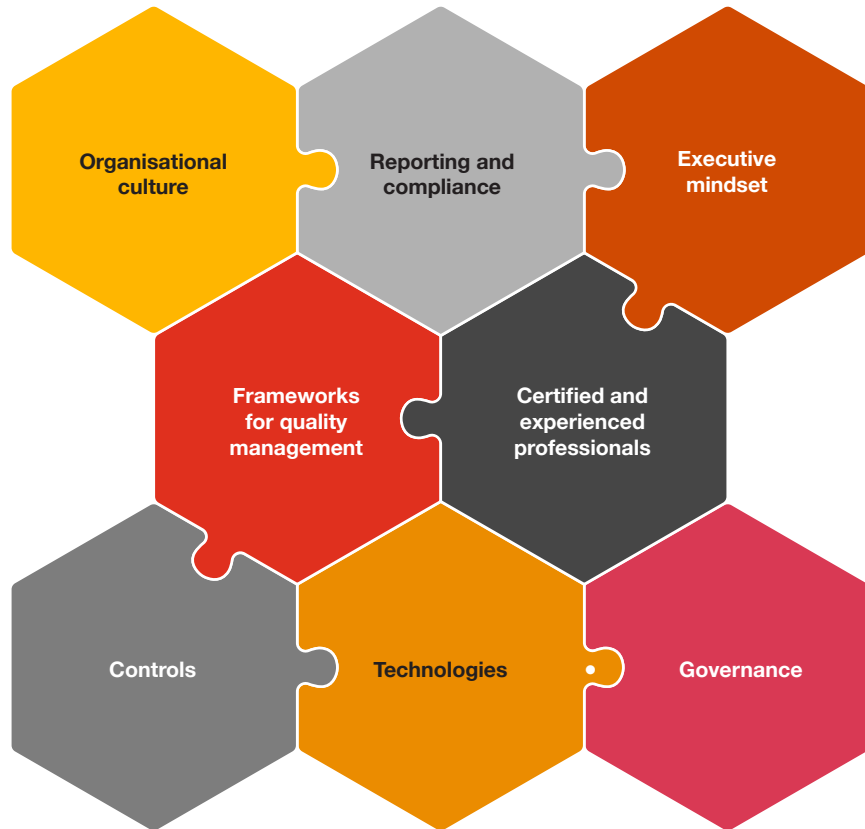 Organisational
culture
Reporting and
compliance
Executive
mindset
Frameworks
for quality
management
Certified and
experienced
professionals
Controls
Technologies
Governance